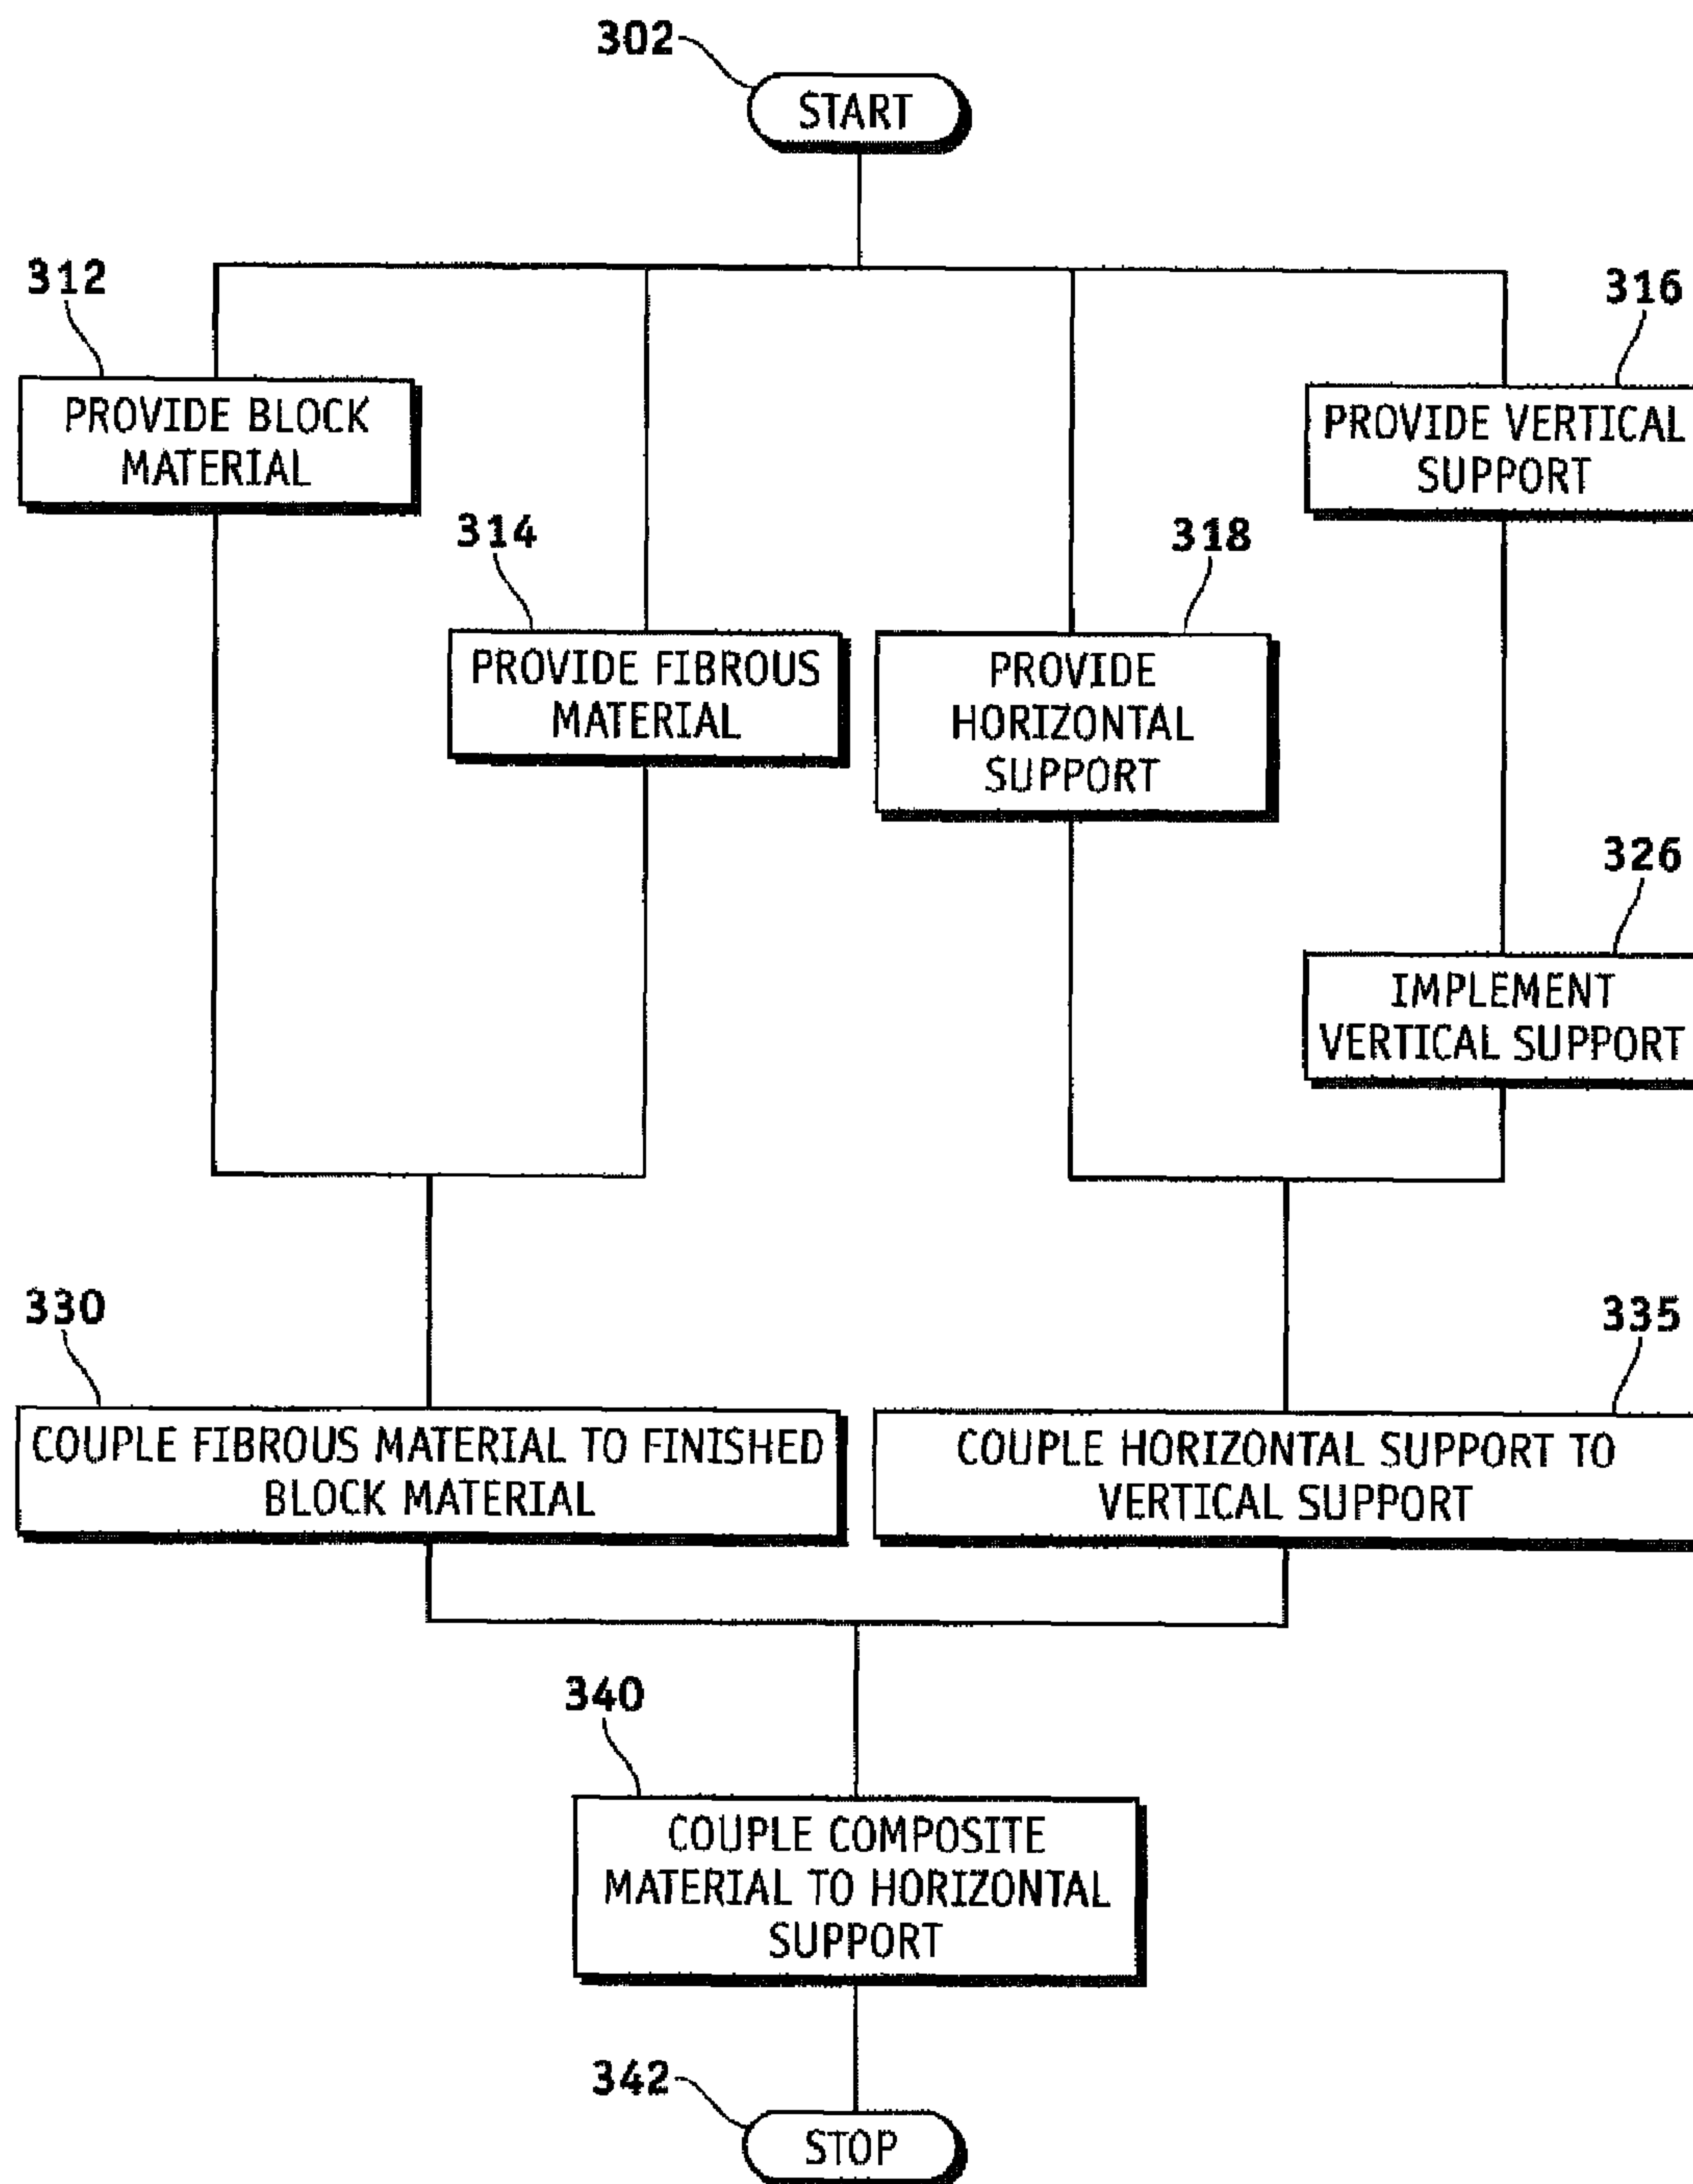 302
START
312
316
PROVIDE BLOCK
MATERIAL
PROVIDE VERTICAL
SUPPORT
314
318
PROVIDE FIBROUS
MATERIAL
PROVIDE
HORIZONTAL
SUPPORT
326
IMPLEMENT
VERTICAL SUPPORT
330
335
COUPLE FIBROUS MATERIAL TO FINISHED
BLOCK MATERIAL
COUPLE HORIZONTAL SUPPORT TO
VERTICAL SUPPORT
340
COUPLE COMPOSITE
MATERIAL TO HORIZONTAL
SUPPORT
342
STOP